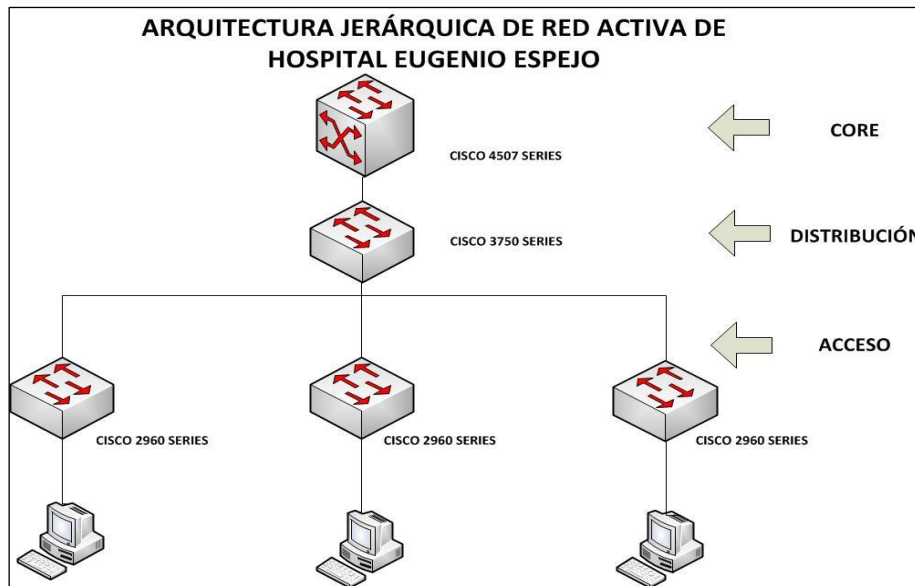 ARQUITECTURA JERÁRQUICA DE RED ACTIVA DE
HOSPITAL EUGENIO ESPEJO
CISCO 4507 SERIES
CORE
CISCO 3750 SERIES
DISTRIBUCIÓN
ACCESO
CISCO 2960 SERIES
CISCO 2960 SERIES
CISCO 2960 SERIES